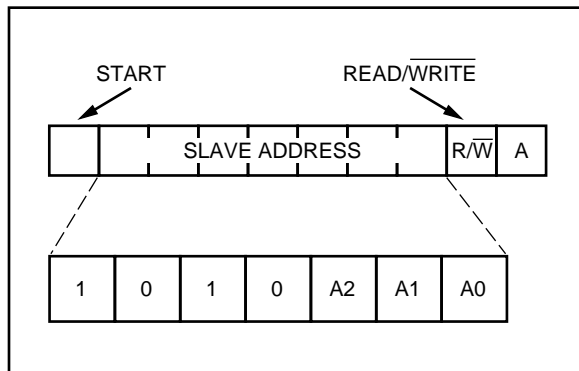 START READ/WRITE
SLAVE ADDRESS R/W A
1 0 1 0 A2 A1 A0